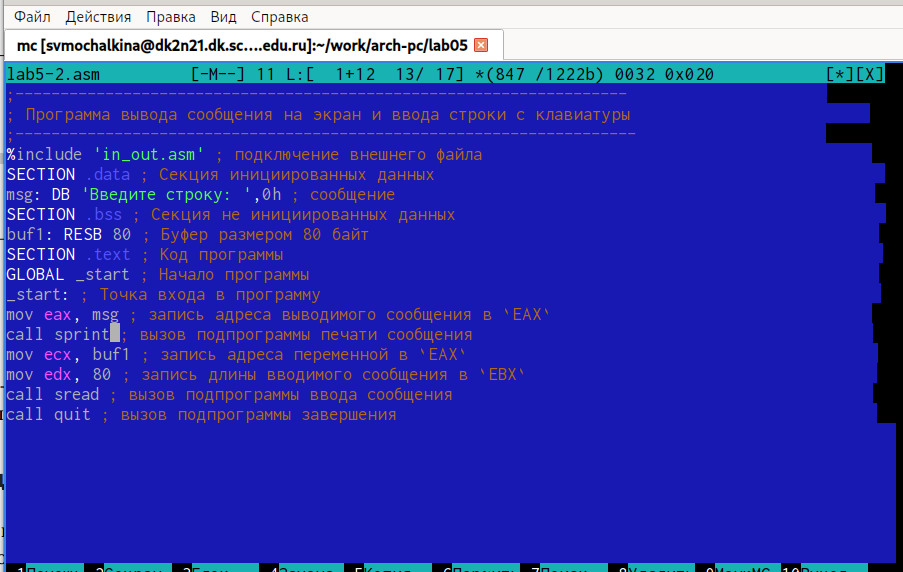 Файл Действия Правка Вид Справка
mc [svmochalkina@dk2n21.dk.sc....edu.ru]:~/work/arch-pc/lab05
lab5-2.asm [-M--] 11 L:[ 1+12 13/ 17] *(847 /1222b) 0032 0x020 [*][X]
;--------------------------------------------------------------------
; Программа вывода сообщения на экран и ввода строки с клавиатуры
;---------------------------------------------------------------------
%include 'in_out.asm' ; подключение внешнего файла
SECTION .data ; Секция инициированных данных
msg: DB 'Введите строку: ',0h ; сообщение
SECTION .bss ; Секция не инициированных данных
buf1: RESB 80 ; Буфер размером 80 байт
SECTION .text ; Код программы
GLOBAL _start ; Начало программы
_start: ; Точка входа в программу
mov eax, msg ; запись адреса выводимого сообщения в `EAX`
call sprint ; вызов подпрограммы печати сообщения
mov ecx, buf1 ; запись адреса переменной в `EAX`
mov edx, 80 ; запись длины вводимого сообщения в `EBX`
call sread ; вызов подпрограммы ввода сообщения
call quit ; вызов подпрограммы завершения